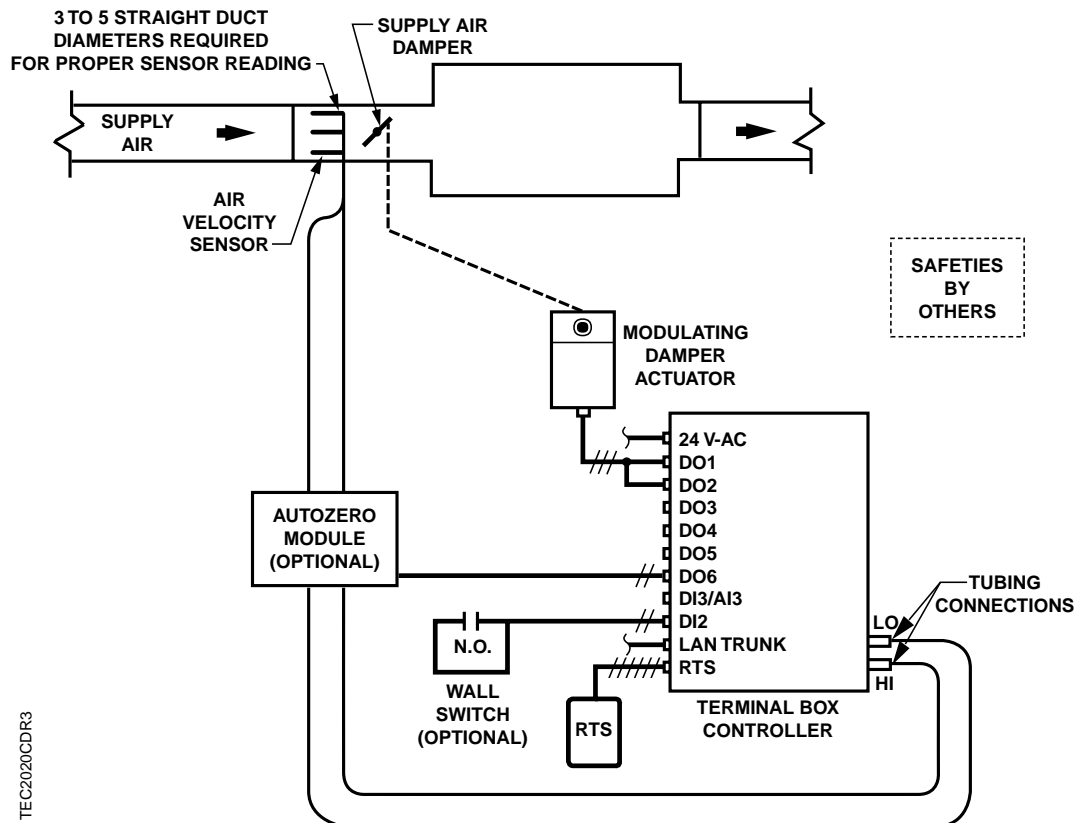 3 TO 5 STRAIGHT DUCT
DIAMETERS REQUIRED
FOR PROPER SENSOR READING
SUPPLY AIR
DAMPER
SUPPLY
AIR
AIR
VELOCITY
SENSOR
SAFETIES
BY
OTHERS
MODULATING
DAMPER
ACTUATOR
24 V-AC
DO1
DO2
DO3
DO4
DO5
DO6
DI3/AI3
DI2
LAN TRUNK
RTS
AUTOZERO
MODULE
(OPTIONAL)
TUBING
CONNECTIONS
LO
HI
N.O.
WALL
SWITCH
(OPTIONAL)
RTS
TERMINAL BOX
CONTROLLER
TEC2020CDR3